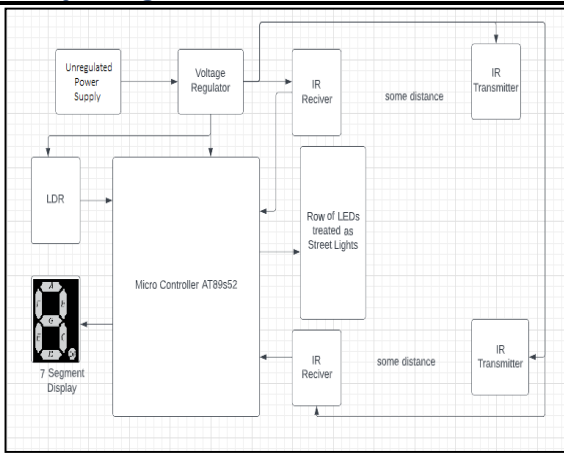 Unregulated
Power
Supply
Voltage
Regulator
IR
Reciver
some distance
IR
Transmitter
LDR
Micro Controller AT89s52
Row of LEDs
treated as
Street Lights
7 Segment
Display
IR
Reciver
some distance
IR
Transmitter